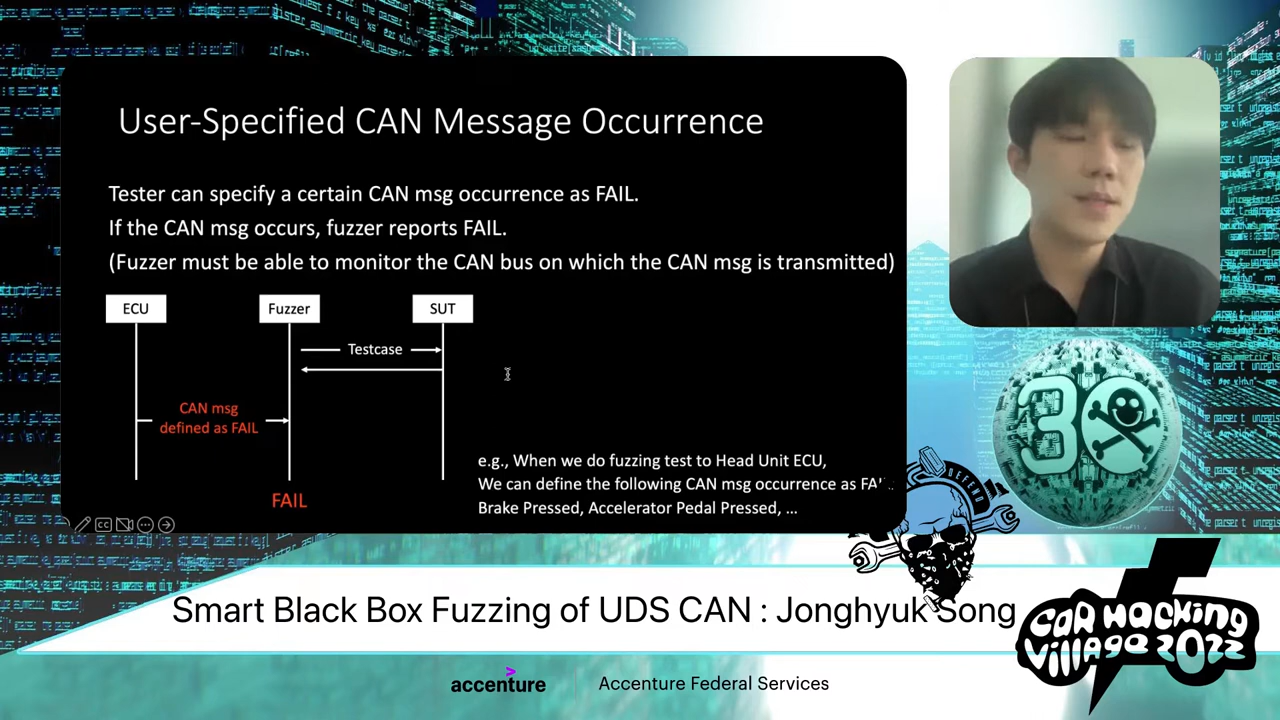 User-Specified CAN Message Occurrence
Tester can specify a certain CAN msg occurrence as FAIL.
If the CAN msg occurs, fuzzer reports FAIL.
(Fuzzer must be able to monitor the CAN bus on which the CAN msg is transmitted)
ECU
Fuzzer
SUT
Testcase
CAN msg
defined as FAIL
FAIL
e.g., When we do fuzzing test to Head Unit ECU,
We can define the following CAN msg occurrence as
Brake Pressed, Accelerator Pedal Pressed, ...
CC
30
DEFEND
Smart Black Box Fuzzing of UDS CAN : Jonghyuk Song
CAR HACKING
VILLAGE 2022
accenture
Accenture Federal Services